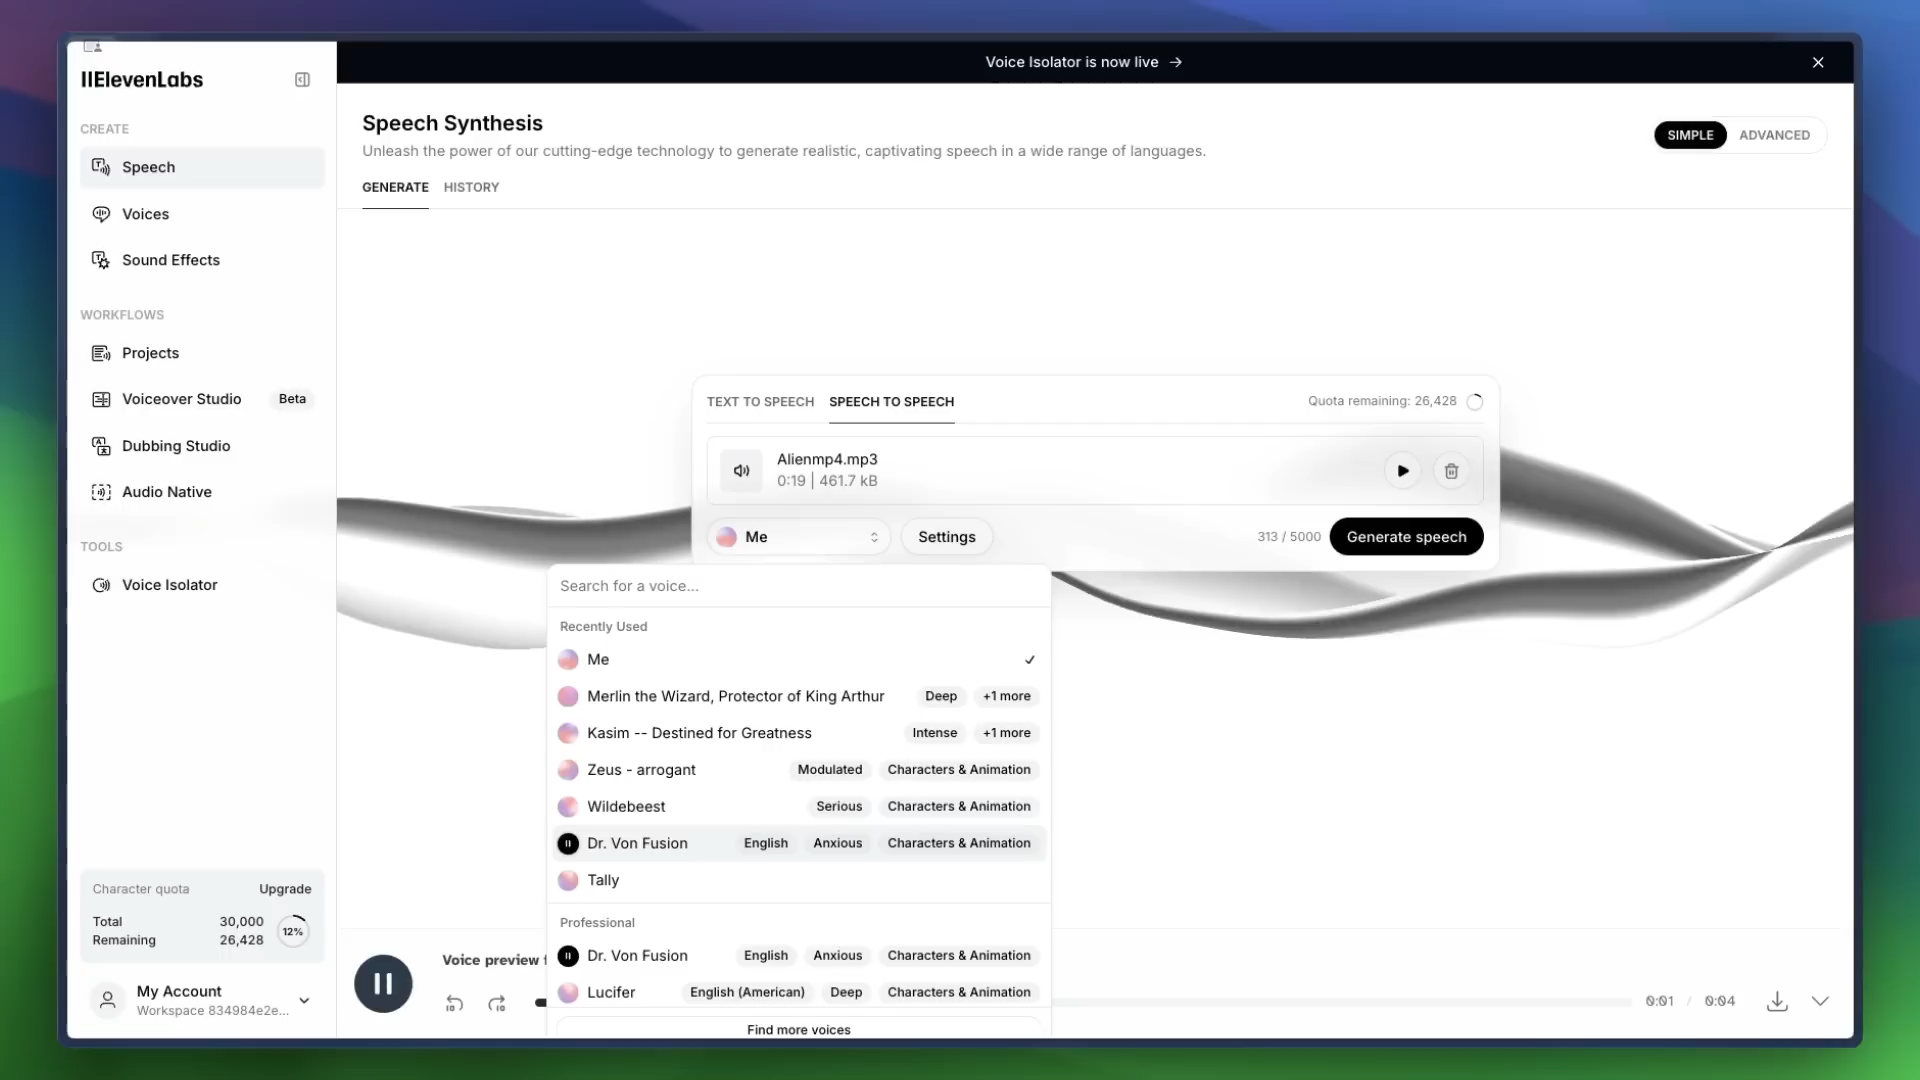 Voice Isolator is now live →
IIElevenLabs
CREATE
Speech
Voices
Sound Effects
WORKFLOWS
Projects
Voiceover Studio Beta
Dubbing Studio
Audio Native
TOOLS
Voice Isolator
Character quota Upgrade
Total 30,000
Remaining 26,428
12%
My Account
Workspace 834984e2e...
Speech Synthesis
Unleash the power of our cutting-edge technology to generate realistic, captivating speech in a wide range of languages.
SIMPLE ADVANCED
GENERATE HISTORY
TEXT TO SPEECH SPEECH TO SPEECH Quota remaining: 26,428
Alienmp4.mp3
0:19 | 461.7 kB
Me Settings 313 / 5000 Generate speech
Search for a voice...
Recently Used
Me
Merlin the Wizard, Protector of King Arthur Deep +1 more
Kasim -- Destined for Greatness Intense +1 more
Zeus - arrogant Modulated Characters & Animation
Wildebeest Serious Characters & Animation
Dr. Von Fusion English Anxious Characters & Animation
Tally
Professional
Dr. Von Fusion English Anxious Characters & Animation
Lucifer English (American) Deep Characters & Animation
Find more voices
Voice preview
10 10
0:01 / 0:04